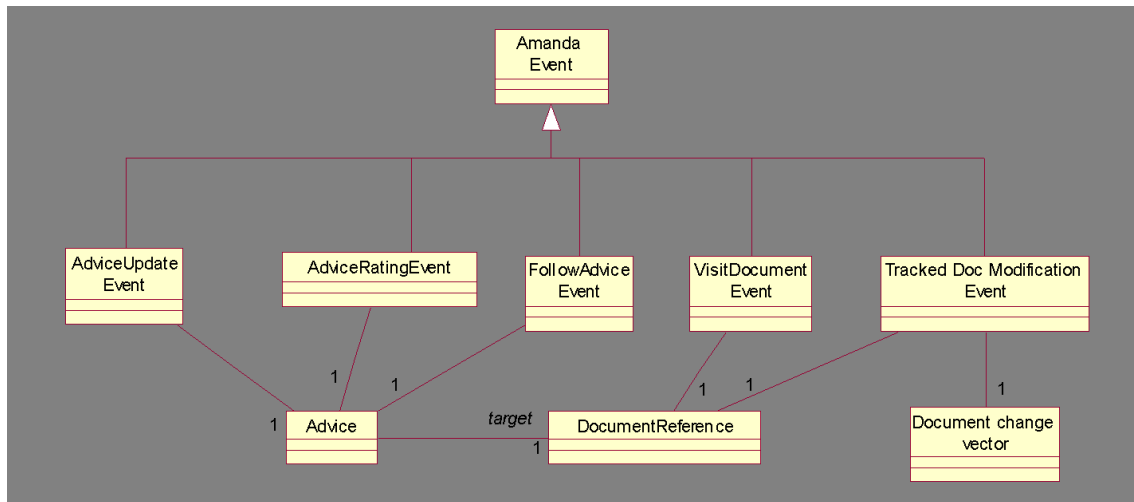 Amanda
Event
AdviceUpdate
Event
AdviceRatingEvent
FollowAdvice
Event
VisitDocument
Event
Tracked Doc Modification
Event
1
1
1
1
1
1
Advice
target
1
DocumentReference
Document change
vector